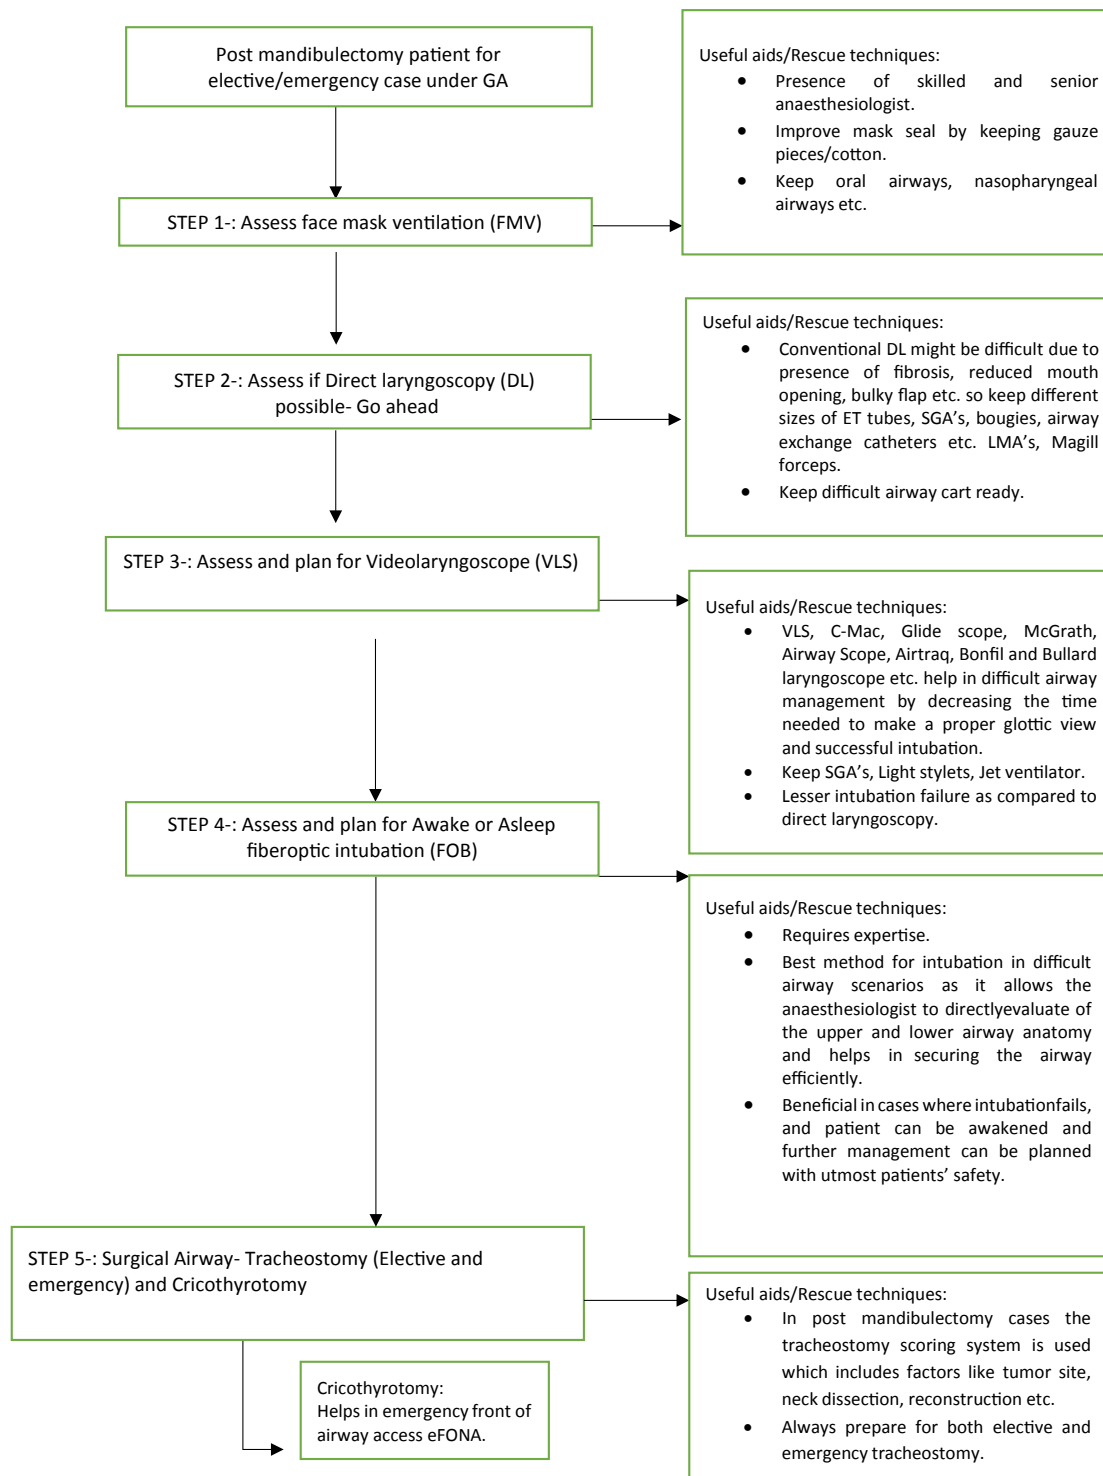 Post mandibulectomy patient for
elective/emergency case under GA
Useful aids/Rescue techniques:
• Presence of skilled and senior
anaesthesiologist.
• Improve mask seal by keeping gauze
pieces/cotton.
• Keep oral airways, nasopharyngeal
airways etc.
STEP 1-: Assess face mask ventilation (FMV)
Useful aids/Rescue techniques:
• Conventional DL might be difficult due to
presence of fibrosis, reduced mouth
opening, bulky flap etc. so keep different
sizes of ET tubes, SGA's, bougies, airway
exchange catheters etc. LMA's, Magill
forceps.
• Keep difficult airway cart ready.
STEP 2-: Assess if Direct laryngoscopy (DL)
possible- Go ahead
STEP 3-: Assess and plan for Videolaryngoscope (VLS)
Useful aids/Rescue techniques:
• VLS, C-Mac, Glide scope, McGrath,
Airway Scope, Airtraq, Bonfil and Bullard
laryngoscope etc. help in difficult airway
management by decreasing the time
needed to make a proper glottic view
and successful intubation.
• Keep SGA's, Light stylets, Jet ventilator.
• Lesser intubation failure as compared to
direct laryngoscopy.
STEP 4-: Assess and plan for Awake or Asleep
fiberoptic intubation (FOB)
Useful aids/Rescue techniques:
• Requires expertise.
• Best method for intubation in difficult
airway scenarios as it allows the
anaesthesiologist to directlyevaluate of
the upper and lower airway anatomy
and helps in securing the airway
efficiently.
• Beneficial in cases where intubationfails,
and patient can be awakened and
further management can be planned
with utmost patients' safety.
STEP 5-: Surgical Airway- Tracheostomy (Elective and
emergency) and Cricothyrotomy
Useful aids/Rescue techniques:
• In post mandibulectomy cases the
tracheostomy scoring system is used
which includes factors like tumor site,
neck dissection, reconstruction etc.
• Always prepare for both elective and
emergency tracheostomy.
Cricothyrotomy:
Helps in emergency front of
airway access eFONA.